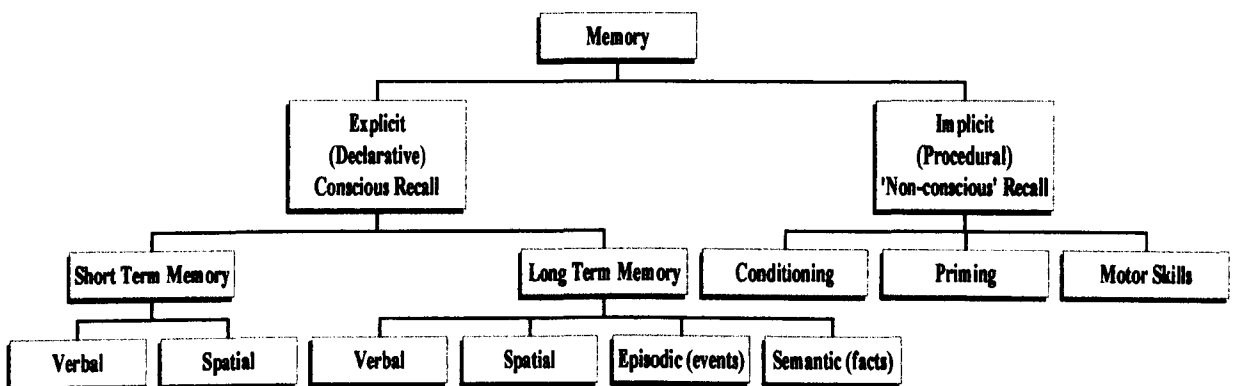 Memory
Explicit
(Declarative)
Conscious Recall
Implicit
(Procedural)
'Non-conscious' Recall
Short Term Memory
Long Term Memory
Conditioning
Priming
Motor Skills
Verbal
Spatial
Verbal
Spatial
Episodic (events)
Semantic (facts)